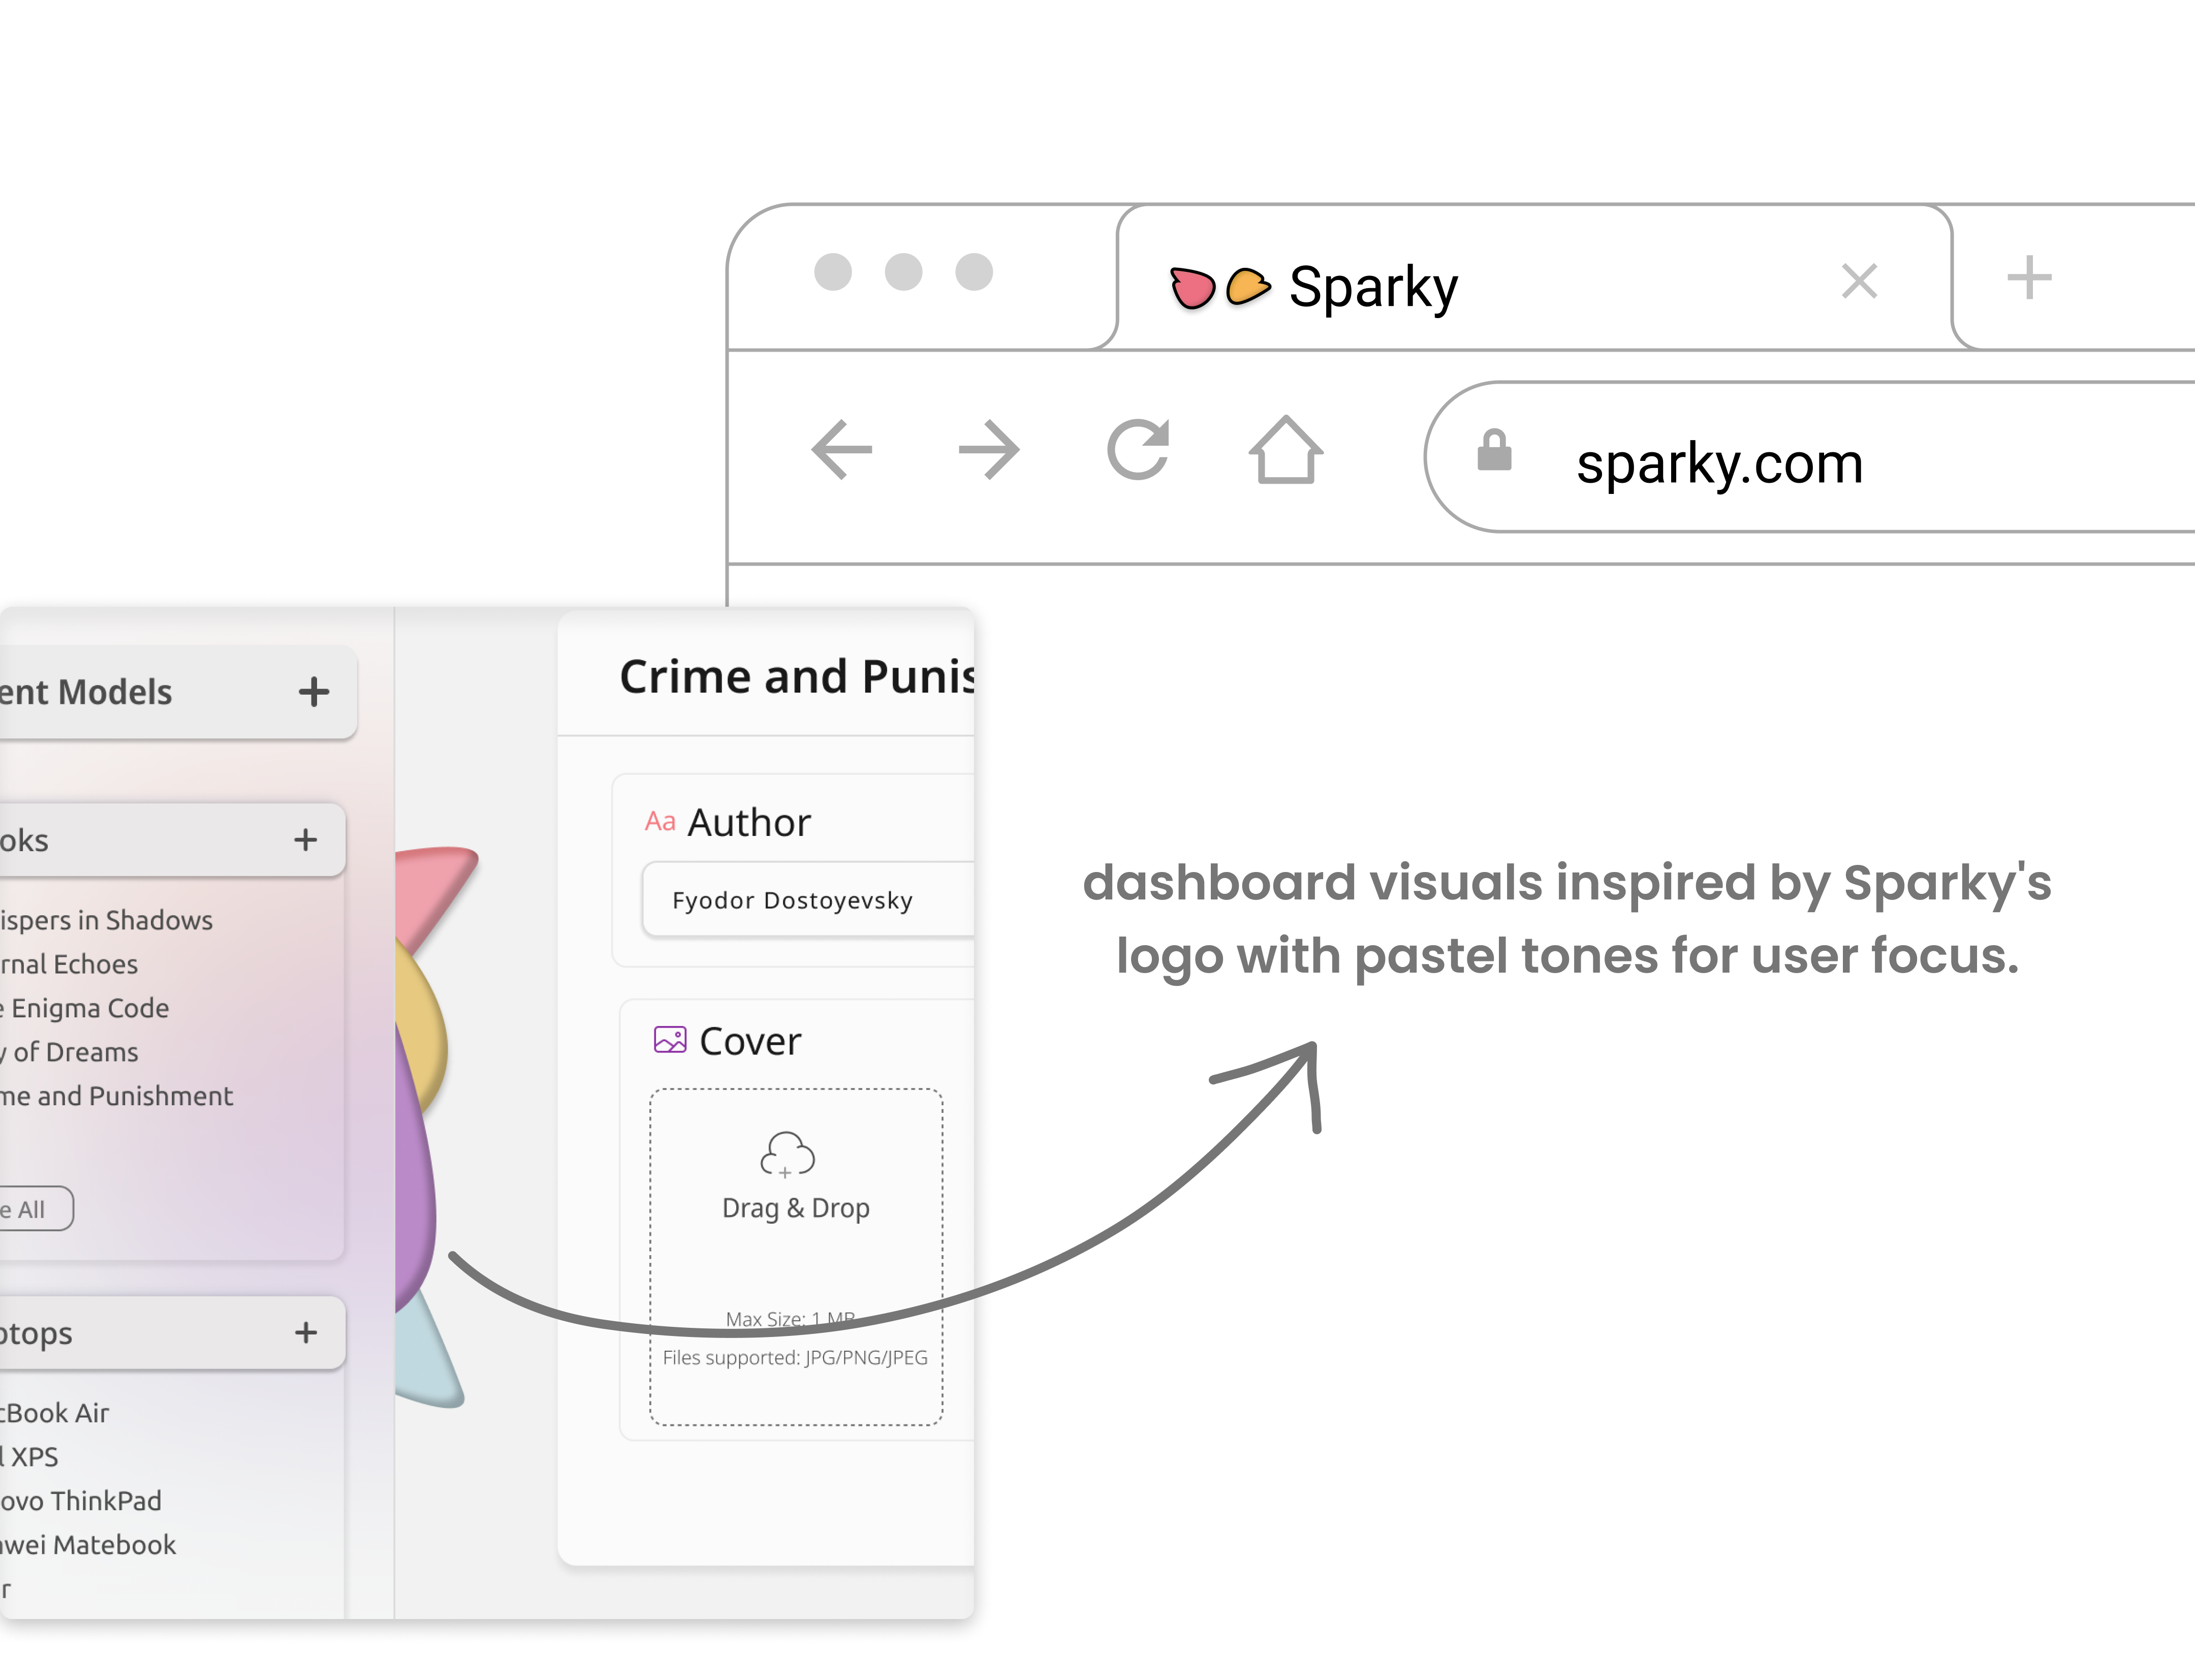 Sparky
sparky.com
ent Models
oks
ispers in Shadows
rnal Echoes
e Enigma Code
y of Dreams
me and Punishment
e All
ptops
cBook Air
l XPS
ovo ThinkPad
awei Matebook
r
Crime and Punis
Aa Author
Fyodor Dostoyevsky
Cover
Drag & Drop
Max Size: 1 MB
Files supported: JPG/PNG/JPEG
dashboard visuals inspired by Sparky's
logo with pastel tones for user focus.